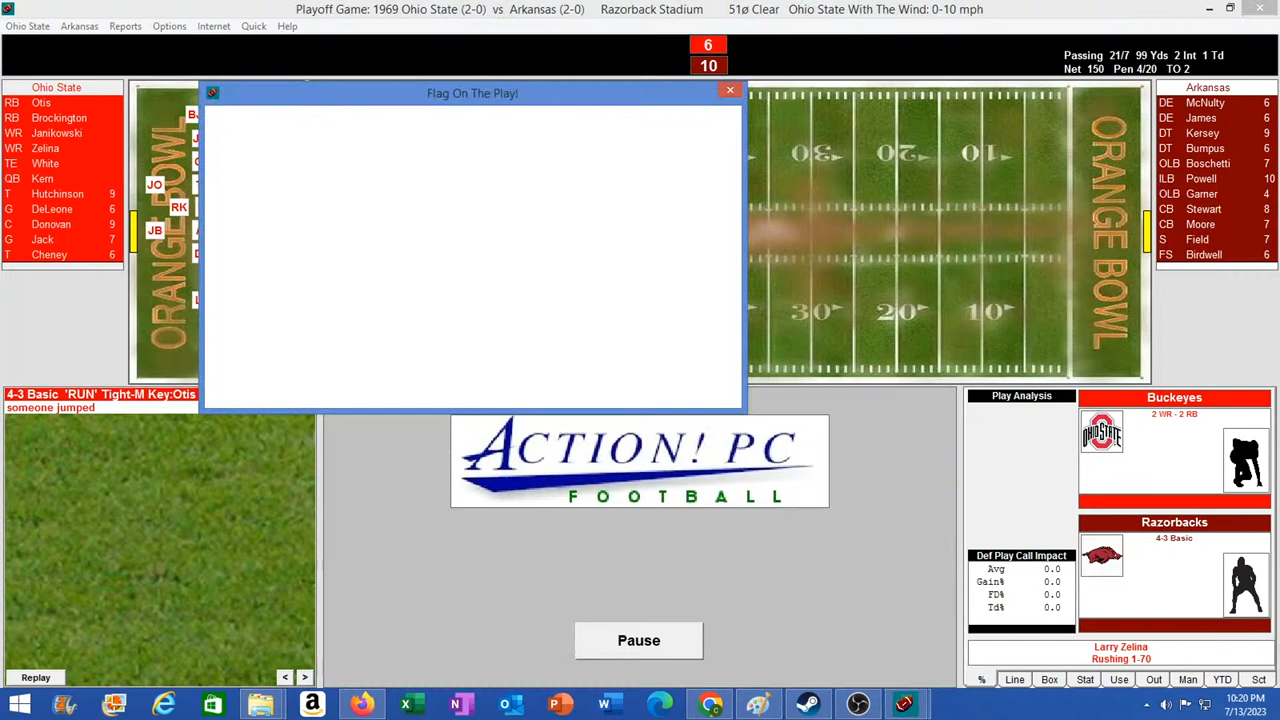 Playoff Game: 1969 Ohio State (2-0) vs Arkansas (2-0) Razorback Stadium 51ø Clear Ohio State With The Wind: 0-10 mph
Ohio State Arkansas Reports Options Internet Quick Help
6
10
Passing 21/7 99 Yds 2 Int 1 Td
Net 150 Pen 4/20 TO 2
Ohio State
RB Otis
RB Brockington
WR Janikowski
WR Zelina
TE White
QB Kern
T Hutchinson 9
G DeLeone 6
C Donovan 9
G Jack 7
T Cheney 6
Flag On The Play!
ORANGE BOWL
JO
RK
JB
30 20 10
30 20 10
ORANGE BOWL
Arkansas
DE McNulty 6
DE James 6
DT Kersey 9
DT Bumpus 6
OLB Boschetti 7
ILB Powell 10
OLB Garner 4
CB Stewart 8
CB Moore 7
S Field 7
FS Birdwell 6
4-3 Basic 'RUN' Tight-M Key:Otis
someone jumped
Replay < >
ACTION! PC
FOOTBALL
Pause
Play Analysis
Def Play Call Impact
Avg 0.0
Gain% 0.0
FD% 0.0
Td% 0.0
Buckeyes
2 WR - 2 RB
OHIO STATE
Razorbacks
4-3 Basic
Larry Zelina
Rushing 1-70
% Line Box Stat Use Out Man YTD Sct
10:20 PM
7/13/2023